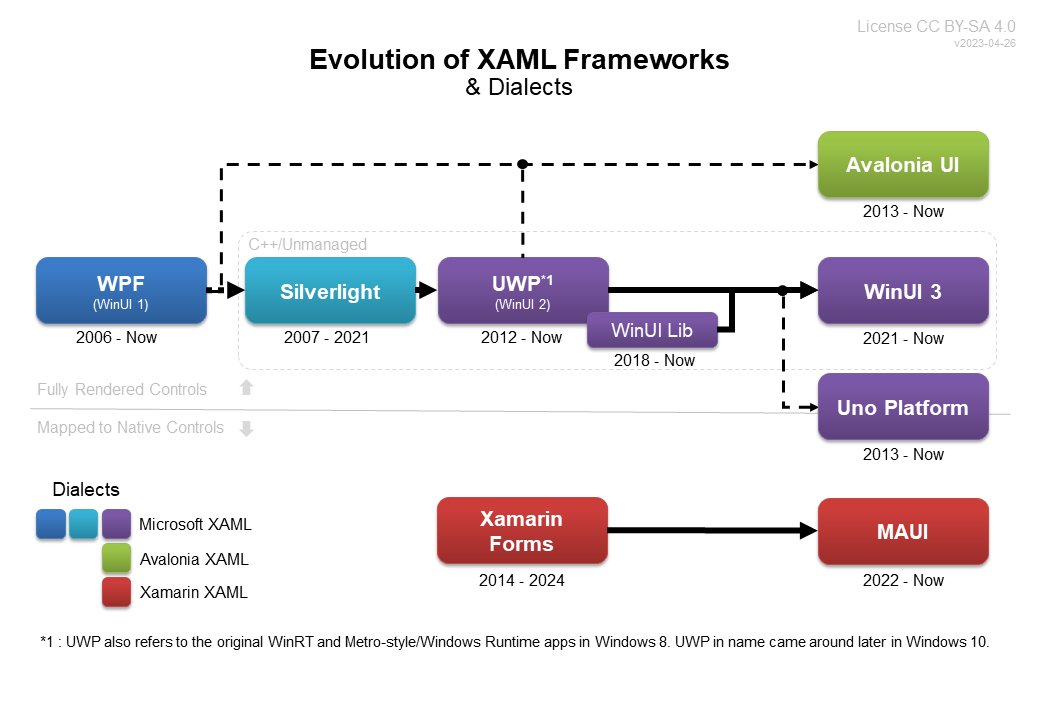 License CC BY-SA 4.0
v2023-04-26
Evolution of XAML Frameworks
& Dialects
Avalonia UI
2013 - Now
C++/Unmanaged
WPF
(WinUI 1)
2006 - Now
Silverlight
2007 - 2021
UWP*1
(WinUI 2)
2012 - Now
WinUI Lib
2018 - Now
WinUI 3
2021 - Now
Fully Rendered Controls
Mapped to Native Controls
Uno Platform
2013 - Now
Dialects
Microsoft XAML
Avalonia XAML
Xamarin XAML
Xamarin
Forms
2014 - 2024
MAUI
2022 - Now
*1 : UWP also refers to the original WinRT and Metro-style/Windows Runtime apps in Windows 8. UWP in name came around later in Windows 10.